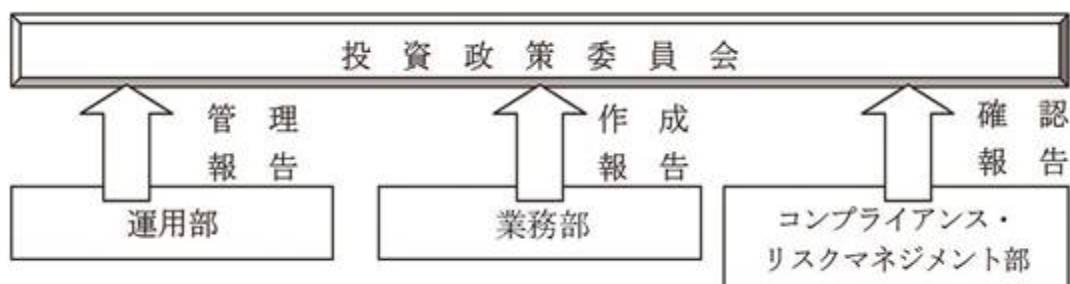 投資政策委員会
管理
報告
作成
報告
確認
報告
運用部
業務部
コンプライアンス・
リスクマネジメント部